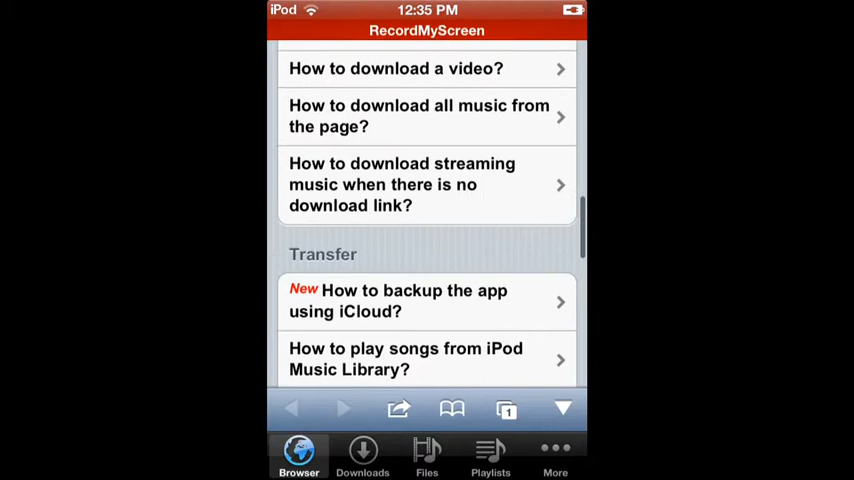 iPod 12:35 PM
RecordMyScreen
How to download a video?
How to download all music from
the page?
How to download streaming
music when there is no
download link?
Transfer
New How to backup the app
using iCloud?
How to play songs from iPod
Music Library?
1
Browser Downloads Files Playlists More